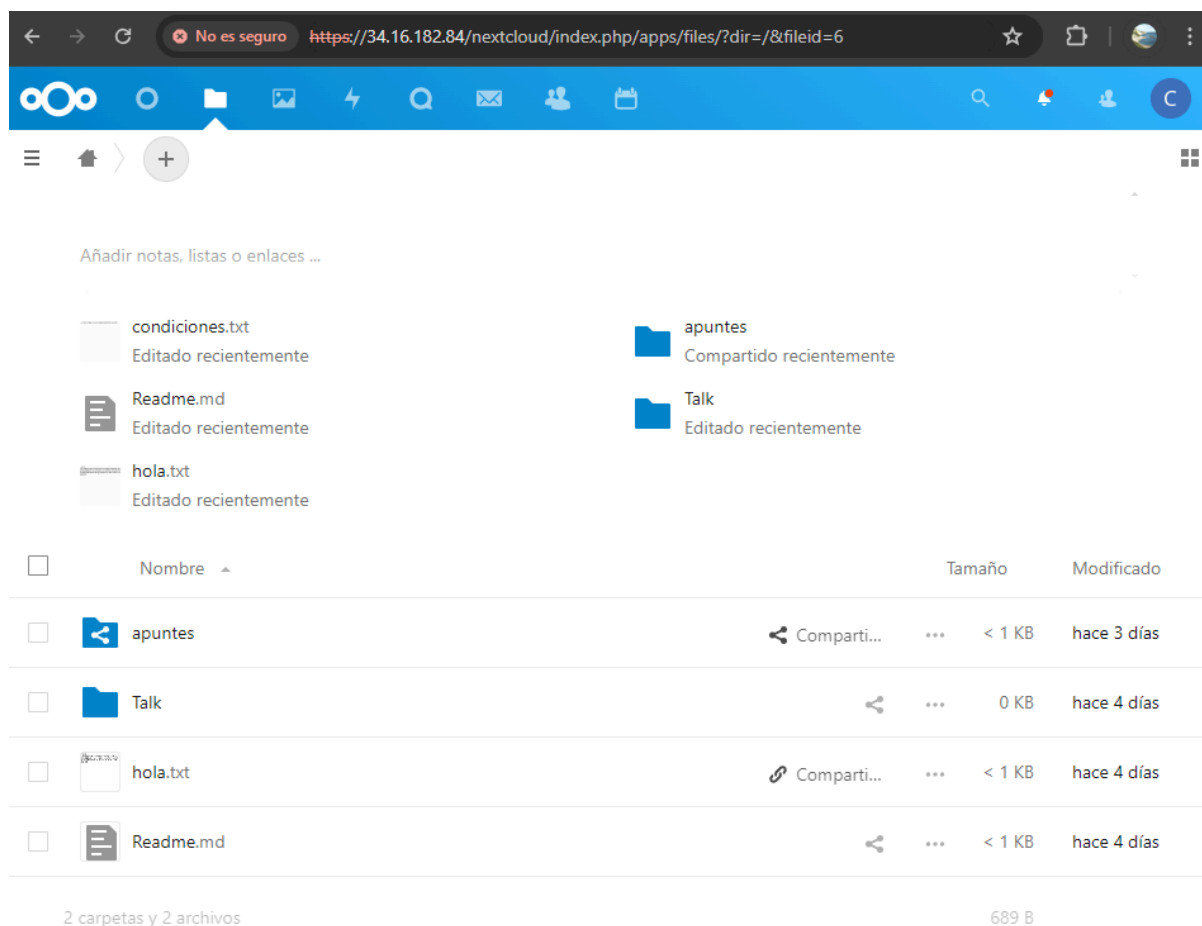 No es seguro https://34.16.182.84/nextcloud/index.php/apps/files/?dir=/&fileid=6
C
Añadir notas, listas o enlaces ...
condiciones.txt
Editado recientemente
apuntes
Compartido recientemente
Readme.md
Editado recientemente
Talk
Editado recientemente
hola.txt
Editado recientemente
Nombre Tamaño Modificado
apuntes Comparti... < 1 KB hace 3 días
Talk 0 KB hace 4 días
hola.txt Comparti... < 1 KB hace 4 días
Readme.md < 1 KB hace 4 días
2 carpetas y 2 archivos 689 B